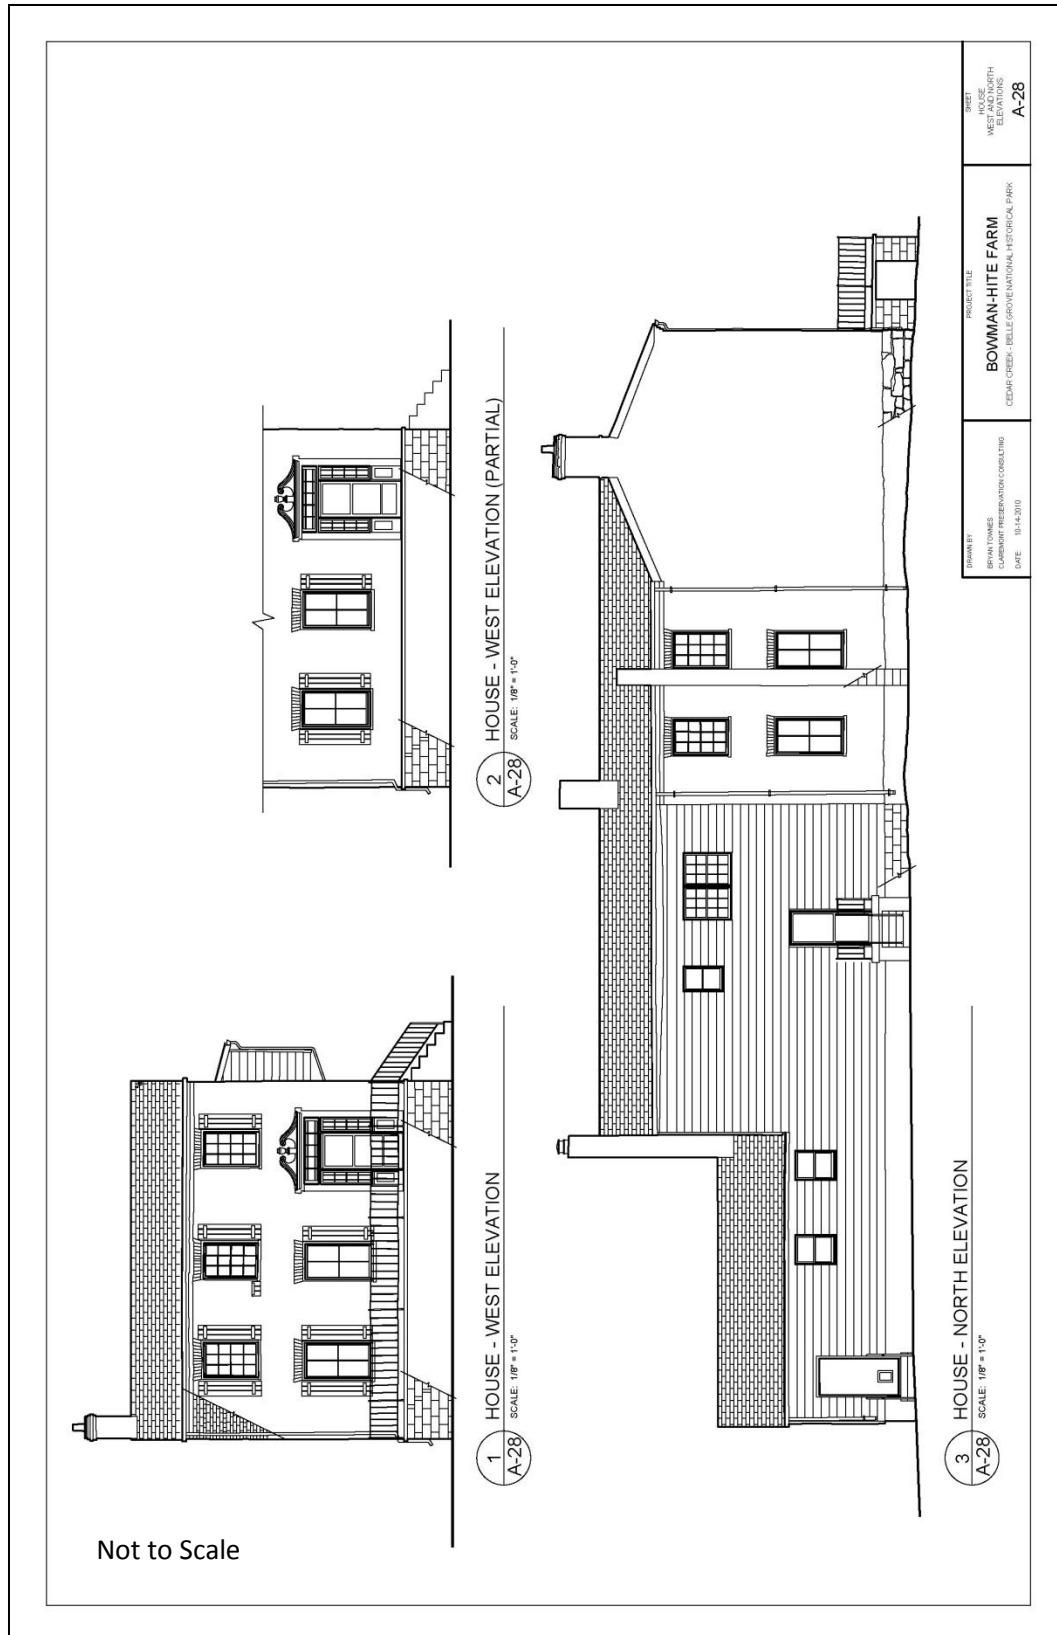 1
A-28
HOUSE - WEST ELEVATION
SCALE: 1/8" = 1'-0"
2
A-28
HOUSE - WEST ELEVATION (PARTIAL)
SCALE: 1/8" = 1'-0"
3
A-28
HOUSE - NORTH ELEVATION
SCALE: 1/8" = 1'-0"
DRAWN BY
BRYAN TOWNES
CLAREMONT PRESERVATION CONSULTING
DATE: 10-14-2010
PROJECT TITLE
BOWMAN-HITE FARM
CEDAR CREEK - BELLE GROVE NATIONAL HISTORICAL PARK
SHEET
HOUSE
WEST AND NORTH
ELEVATIONS
A-28
Not to Scale